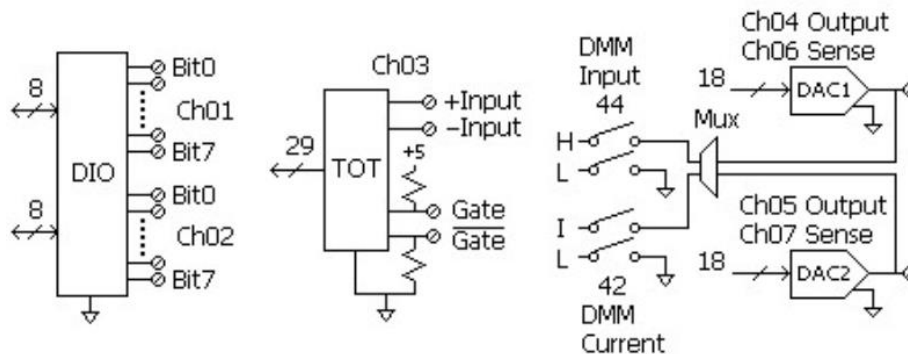 8
8
DIO
Bit0
Ch01
Bit7
Bit0
Ch02
Bit7
Ch03
29
TOT
+Input
−Input
+5
Gate
Gate
DMM
Input
44
H
L
I
L
42
DMM
Current
Mux
Ch04 Output
Ch06 Sense
18
DAC1
Ch05 Output
Ch07 Sense
18
DAC2